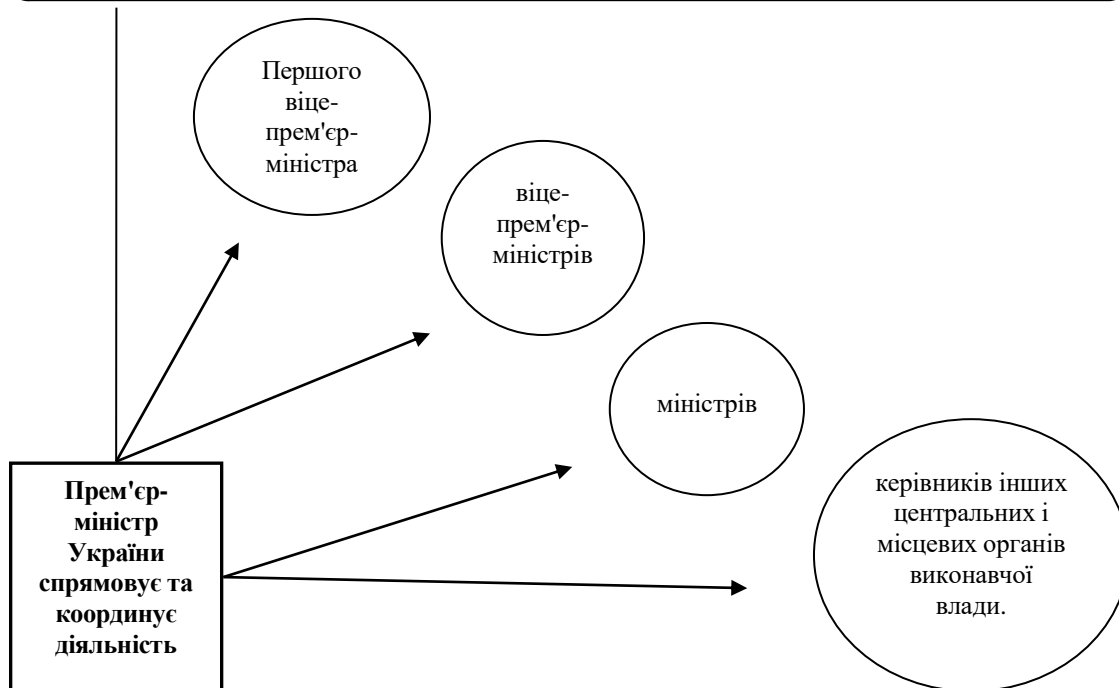 Першого
віце-
прем'єр-
міністра
віце-
прем'єр-
міністрів
міністрів
керівників інших
центральних і
місцевих органів
виконавчої
влади.
Прем'єр-
міністр
України
спрямовує та
координує
діяльність